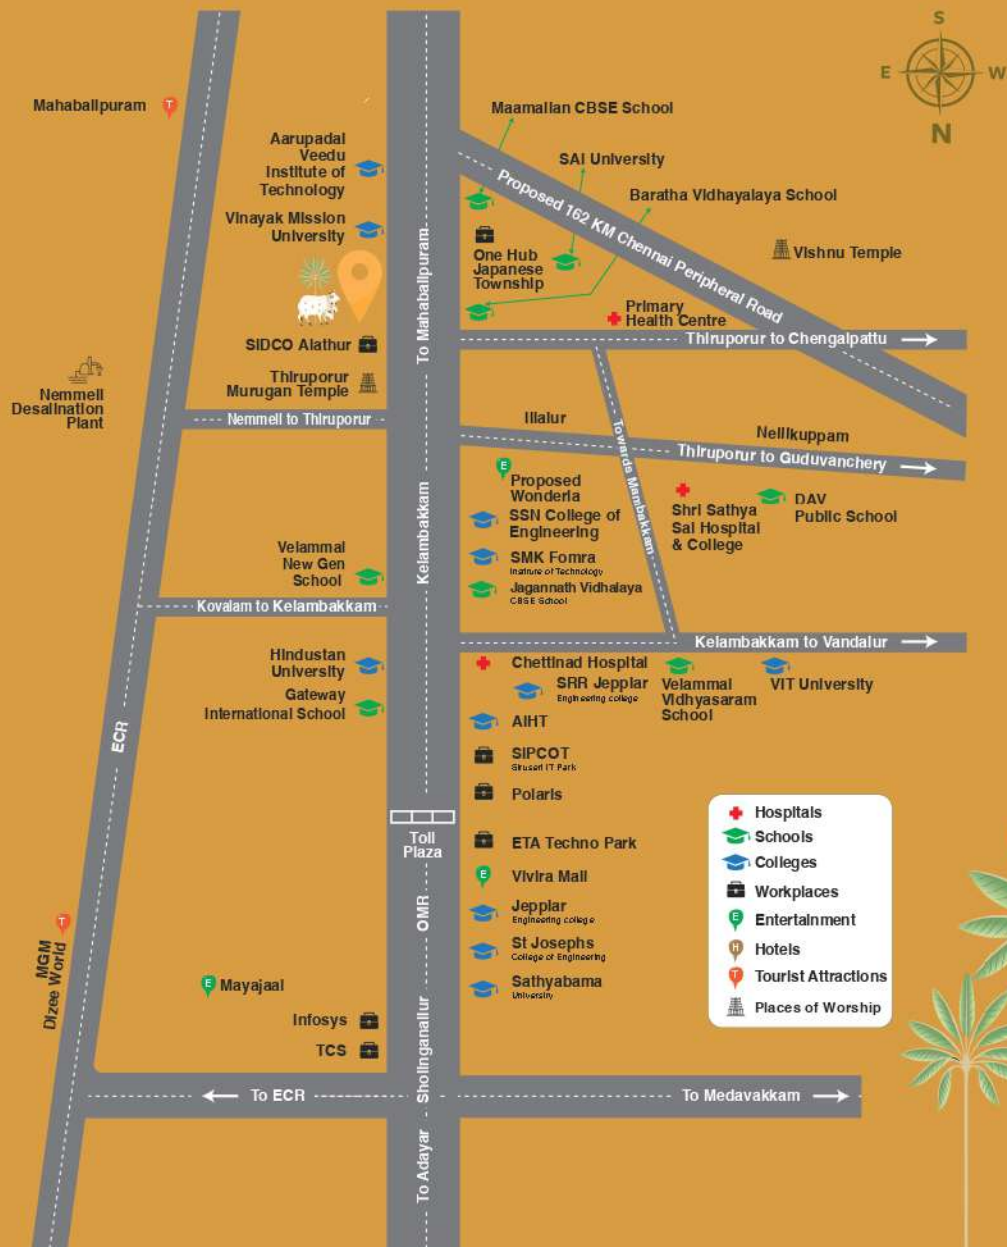 S
E
W
N
Mahabalipuram
T
Maamallan CBSE School
Aarupadai
Veedu
Institute of
Technology
SAI University
Proposed 162 KM Chennai Peripheral Road
Baratha Vidhayalaya School
Vinayak Mission
University
To Mahabalipuram
One Hub
Japanese
Township
Vishnu Temple
Primary
Health Centre
SIDCO Alathur
Thiruporur to Chengalpattu
Thiruporur
Murugan Temple
Nemmeli
Desalination
Plant
Nemmeli to Thiruporur
Illalur
Towards Mambakkam
Nellikuppam
Thiruporur to Guduvanchery
E
Proposed
Wonderla
SSN College of
Engineering
Shri Sathya
Sai Hospital
& College
DAV
Public School
Kelambakkam
SMK Fomra
Institute of Technology
Velammal
New Gen
School
Jagannath Vidhalaya
CBSE School
Kovalam to Kelambakkam
Kelambakkam to Vandalur
Hindustan
University
Chettinad Hospital
SRR Jeppiar
Engineering college
Velammal
Vidhyasaram
School
VIT University
Gateway
International School
ECR
AIHT
SIPCOT
Siruseri IT Park
Polaris
Toll
Plaza
ETA Techno Park
E
Vivira Mall
OMR
Jeppiar
Engineering college
St Josephs
College of Engineering
Sathyabama
University
T
MGM
Dizee World
E
Mayajaal
Infosys
TCS
Sholinganallur
To ECR
To Medavakkam
To Adayar
Hospitals
Schools
Colleges
Workplaces
E
Entertainment
H
Hotels
T
Tourist Attractions
Places of Worship